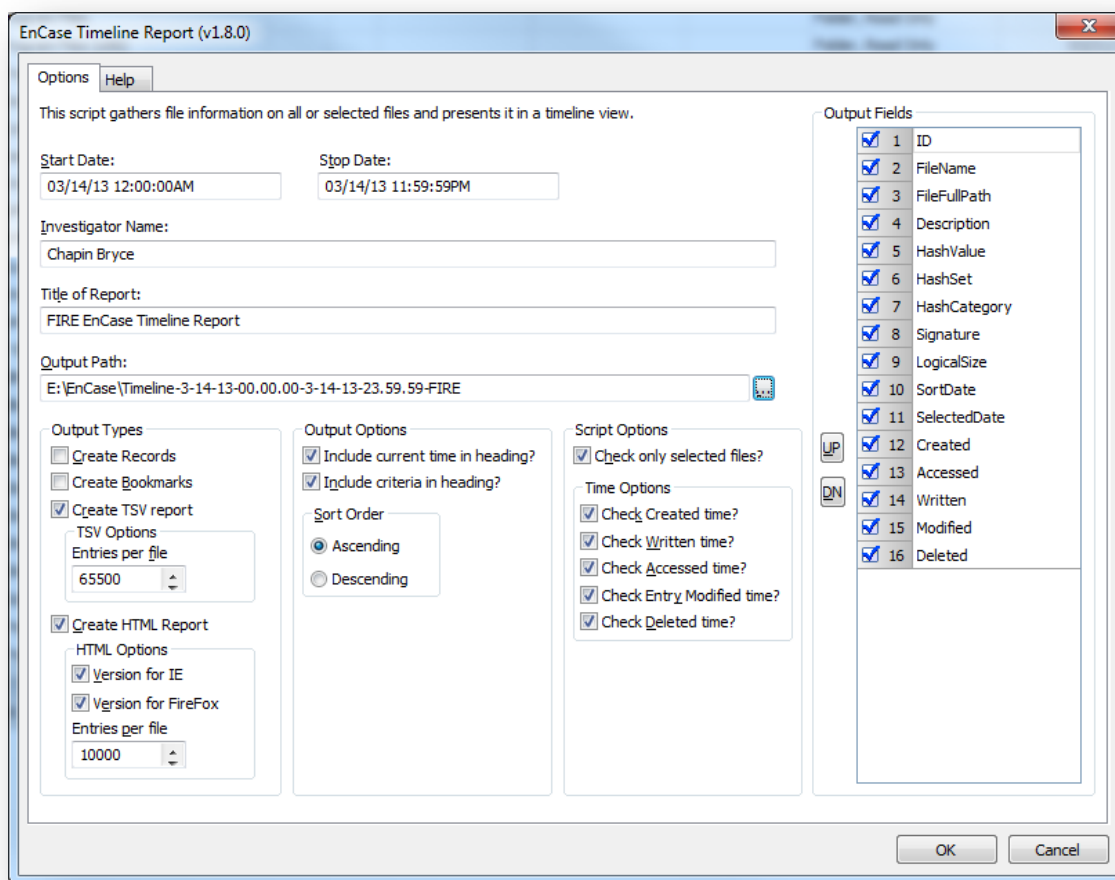 EnCase Timeline Report (v1.8.0)
Options Help
This script gathers file information on all or selected files and presents it in a timeline view.
Start Date: Stop Date:
03/14/13 12:00:00AM 03/14/13 11:59:59PM
Investigator Name:
Chapin Bryce
Title of Report:
FIRE EnCase Timeline Report
Output Path:
E:\EnCase\Timeline-3-14-13-00.00.00-3-14-13-23.59.59-FIRE
...
Output Types
Create Records
Create Bookmarks
Create TSV report
TSV Options
Entries per file
65500
Create HTML Report
HTML Options
Version for IE
Version for FireFox
Entries per file
10000
Output Options
Include current time in heading?
Include criteria in heading?
Sort Order
Ascending
Descending
Script Options
Check only selected files?
Time Options
Check Created time?
Check Written time?
Check Accessed time?
Check Entry Modified time?
Check Deleted time?
UP
DN
Output Fields
1 ID
2 FileName
3 FileFullPath
4 Description
5 HashValue
6 HashSet
7 HashCategory
8 Signature
9 LogicalSize
10 SortDate
11 SelectedDate
12 Created
13 Accessed
14 Written
15 Modified
16 Deleted
OK Cancel